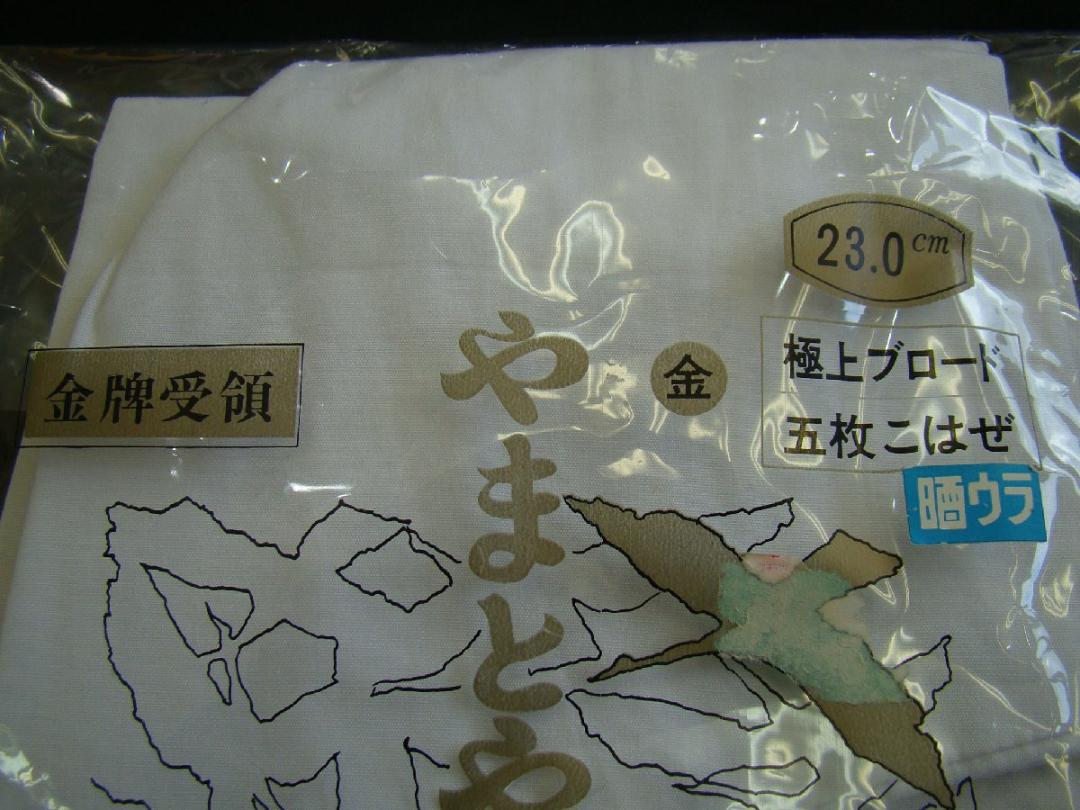 23.0cm
極上ブロード
五枚こはぜ
晒ウラ
金
やまとや
金牌受領